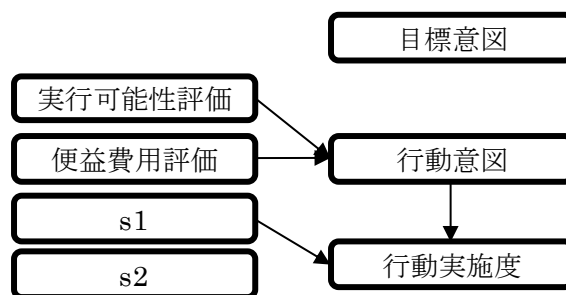 目標意図
実行可能性評価
便益費用評価
行動意図
s1
行動実施度
s2